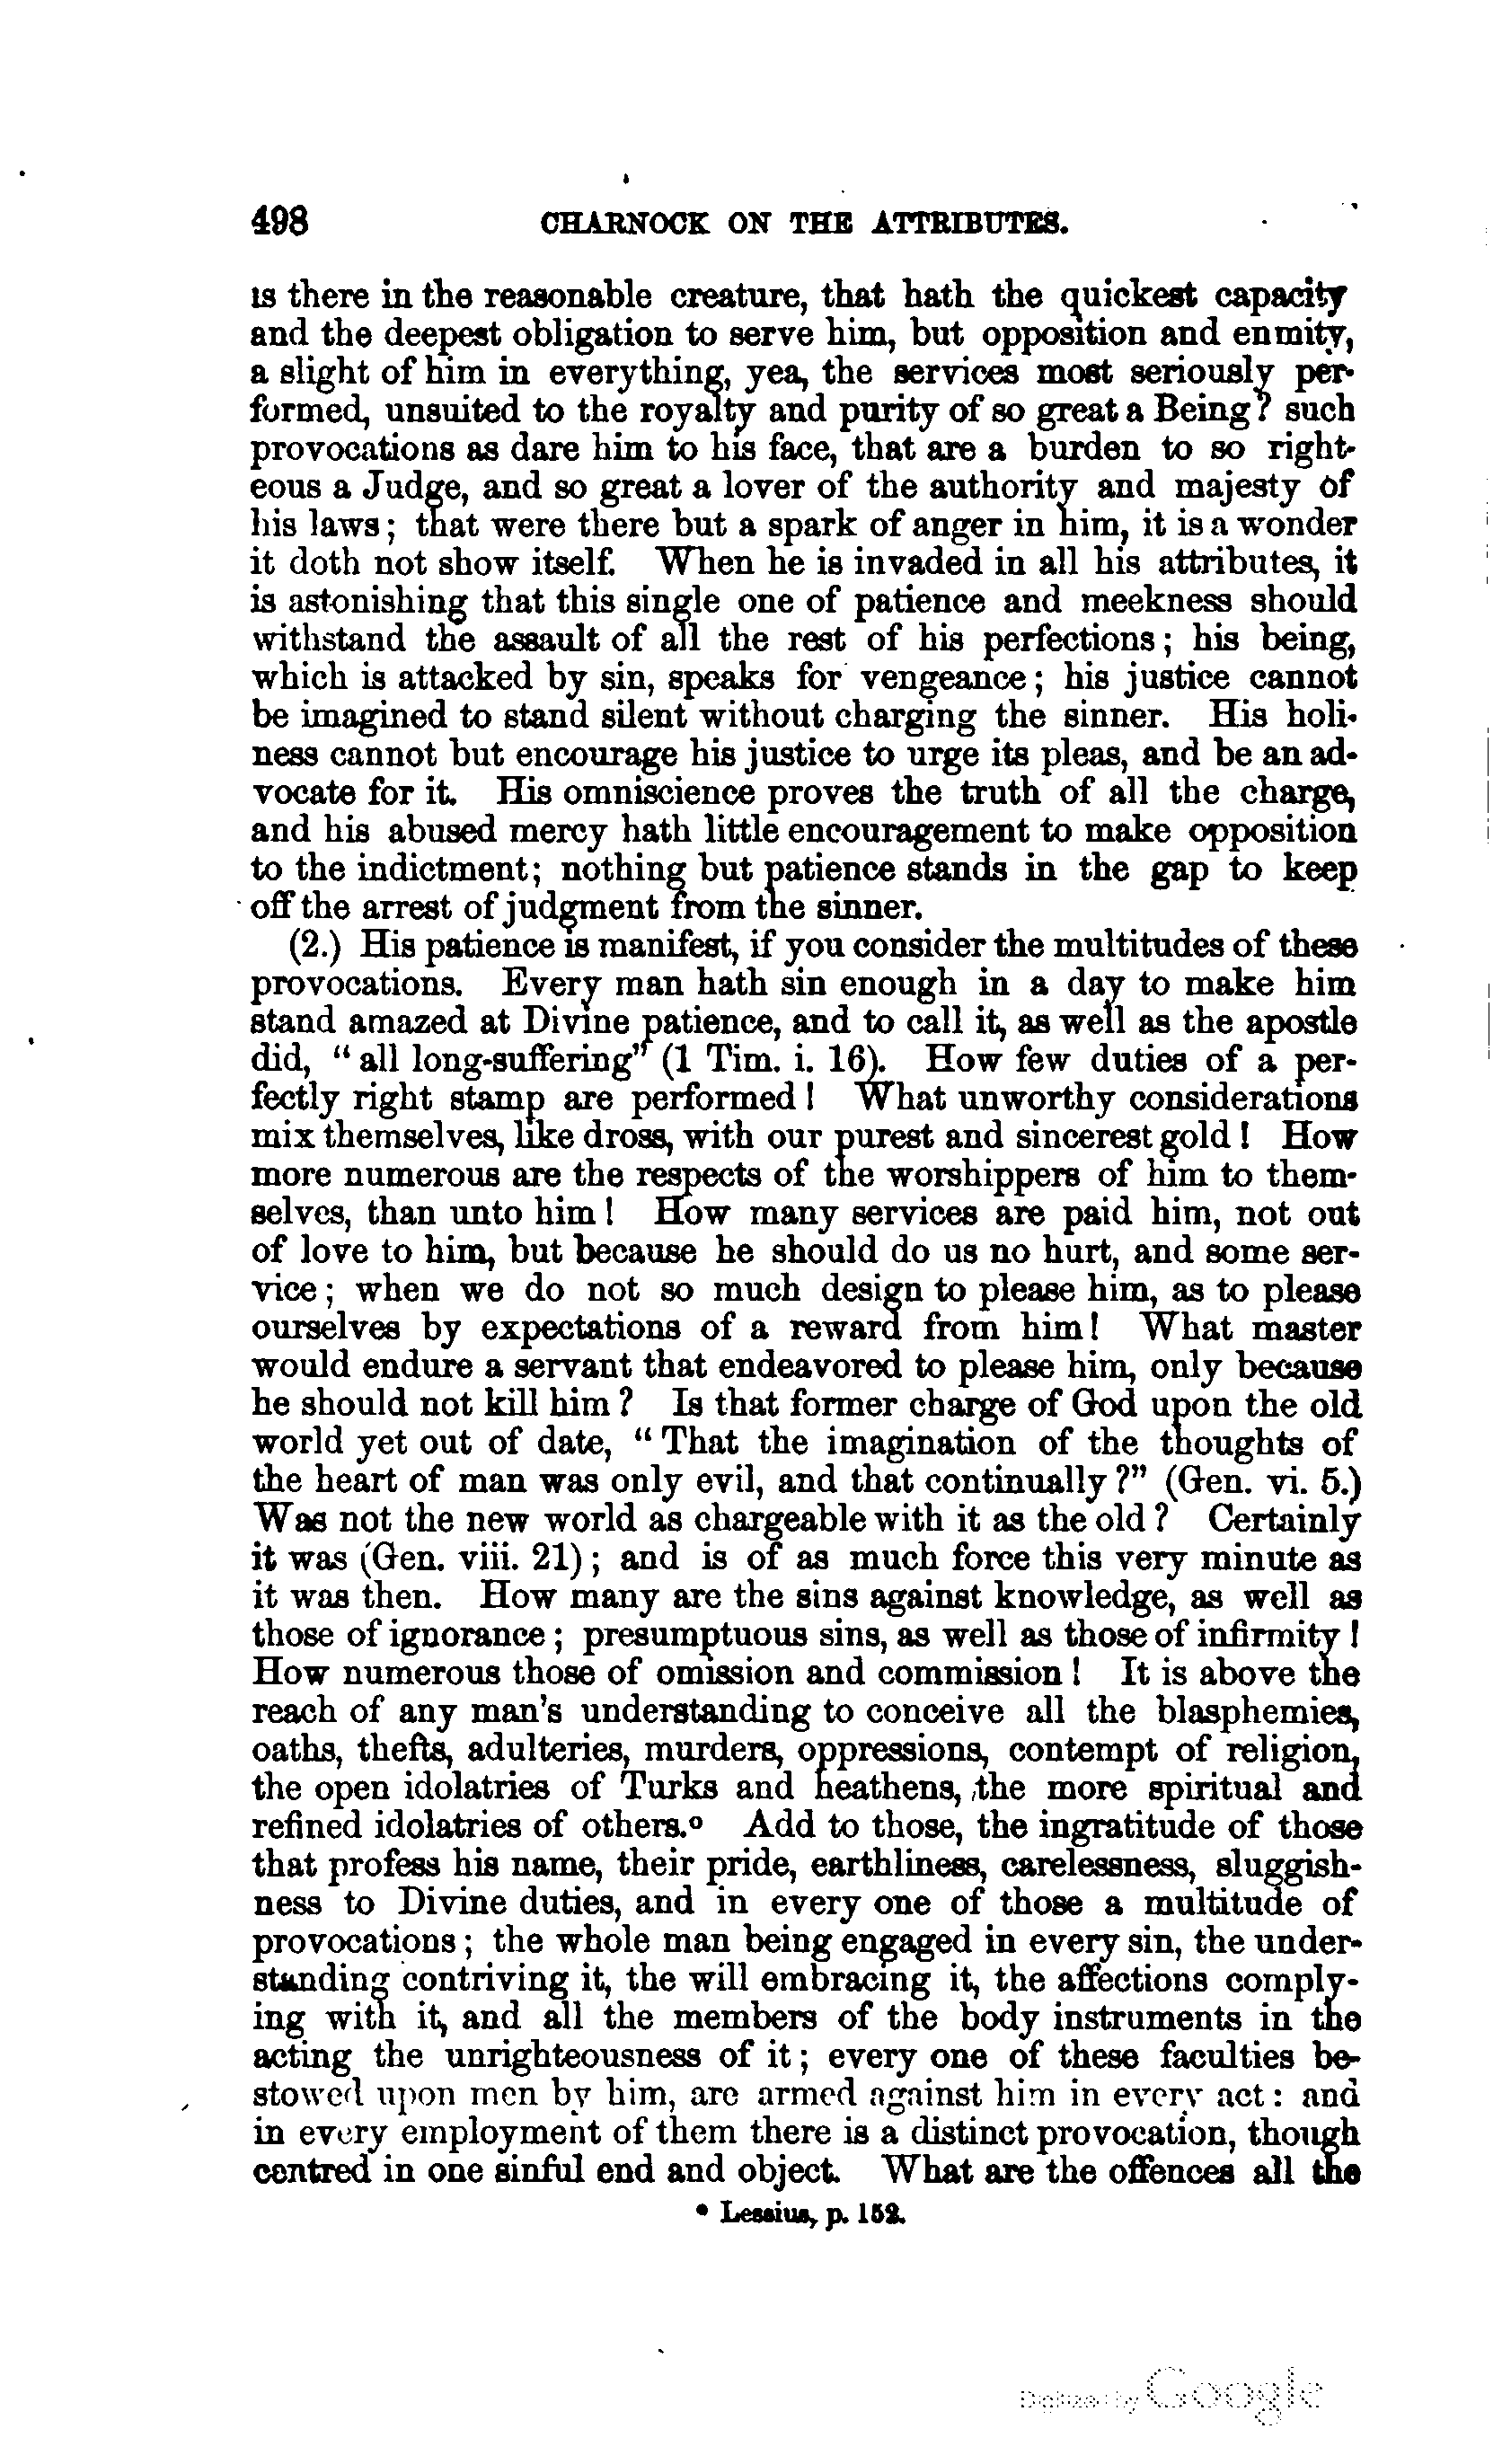 498 CHARNOCK ON THE ATTRIBUTES.
is there in the reasonable creature, that hath the quickest capacity
and the deepest obligation to serve him, but opposition and enmity,
a slight of him in everything, yea, the services most seriously per-
formed, unsuited to the royalty and purity of so great a Being? such
provocations as dare him to his face, that are a burden to so right-
eous a Judge, and so great a lover of the authority and majesty of
his laws; that were there but a spark of anger in him, it is a wonder
it doth not show itself. When he is invaded in all his attributes, it
is astonishing that this single one of patience and meekness should
withstand the assault of all the rest of his perfections; his being,
which is attacked by sin, speaks for vengeance; his justice cannot
be imagined to stand silent without charging the sinner. His holi-
ness cannot but encourage his justice to urge its pleas, and be an ad-
vocate for it. His omniscience proves the truth of all the charge,
and his abused mercy hath little encouragement to make opposition
to the indictment; nothing but patience stands in the gap to keep
off the arrest of judgment from the sinner.
(2.) His patience is manifest, if you consider the multitudes of these
provocations. Every man hath sin enough in a day to make him
stand amazed at Divine patience, and to call it, as well as the apostle
did, "all long-suffering" (1 Tim. i. 16). How few duties of a per-
fectly right stamp are performed! What unworthy considerations
mix themselves, like dross, with our purest and sincerest gold! How
more numerous are the respects of the worshippers of him to them-
selves, than unto him! How many services are paid him, not out
of love to him, but because he should do us no hurt, and some ser-
vice; when we do not so much design to please him, as to please
ourselves by expectations of a reward from him! What master
would endure a servant that endeavored to please him, only because
he should not kill him? Is that former charge of God upon the old
world yet out of date, "That the imagination of the thoughts of
the heart of man was only evil, and that continually?" (Gen. vi. 5.)
Was not the new world as chargeable with it as the old? Certainly
it was (Gen. viii. 21); and is of as much force this very minute as
it was then. How many are the sins against knowledge, as well as
those of ignorance; presumptuous sins, as well as those of infirmity!
How numerous those of omission and commission! It is above the
reach of any man's understanding to conceive all the blasphemies,
oaths, thefts, adulteries, murders, oppressions, contempt of religion,
the open idolatries of Turks and heathens, the more spiritual and
refined idolatries of others.º Add to those, the ingratitude of those
that profess his name, their pride, earthliness, carelessness, sluggish-
ness to Divine duties, and in every one of those a multitude of
provocations; the whole man being engaged in every sin, the under-
standing contriving it, the will embracing it, the affections comply-
ing with it, and all the members of the body instruments in the
acting the unrighteousness of it; every one of these faculties be-
stowed upon men by him, are armed against him in every act: and
in every employment of them there is a distinct provocation, though
centred in one sinful end and object. What are the offences all the
º Lessius, p. 152.
Digitized by Google